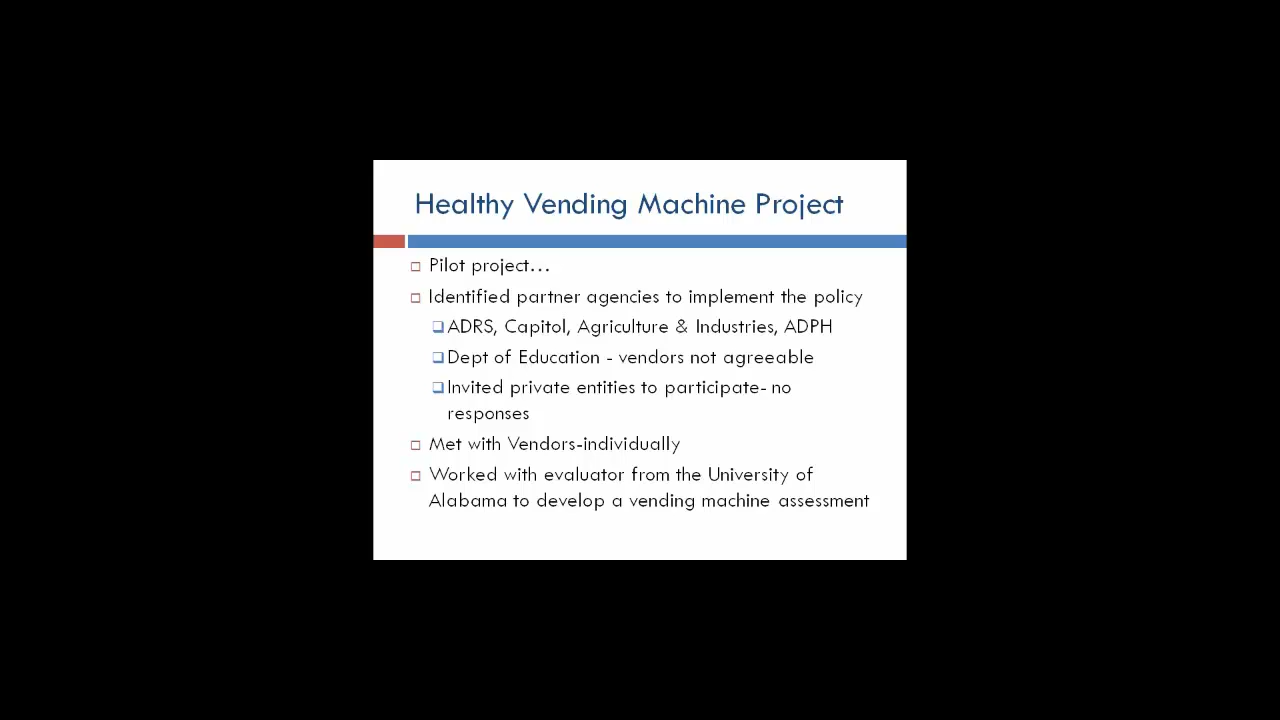 Healthy Vending Machine Project
Pilot project...
Identified partner agencies to implement the policy
ADRS, Capitol, Agriculture & Industries, ADPH
Dept of Education - vendors not agreeable
Invited private entities to participate- no
responses
Met with Vendors-individually
Worked with evaluator from the University of
Alabama to develop a vending machine assessment